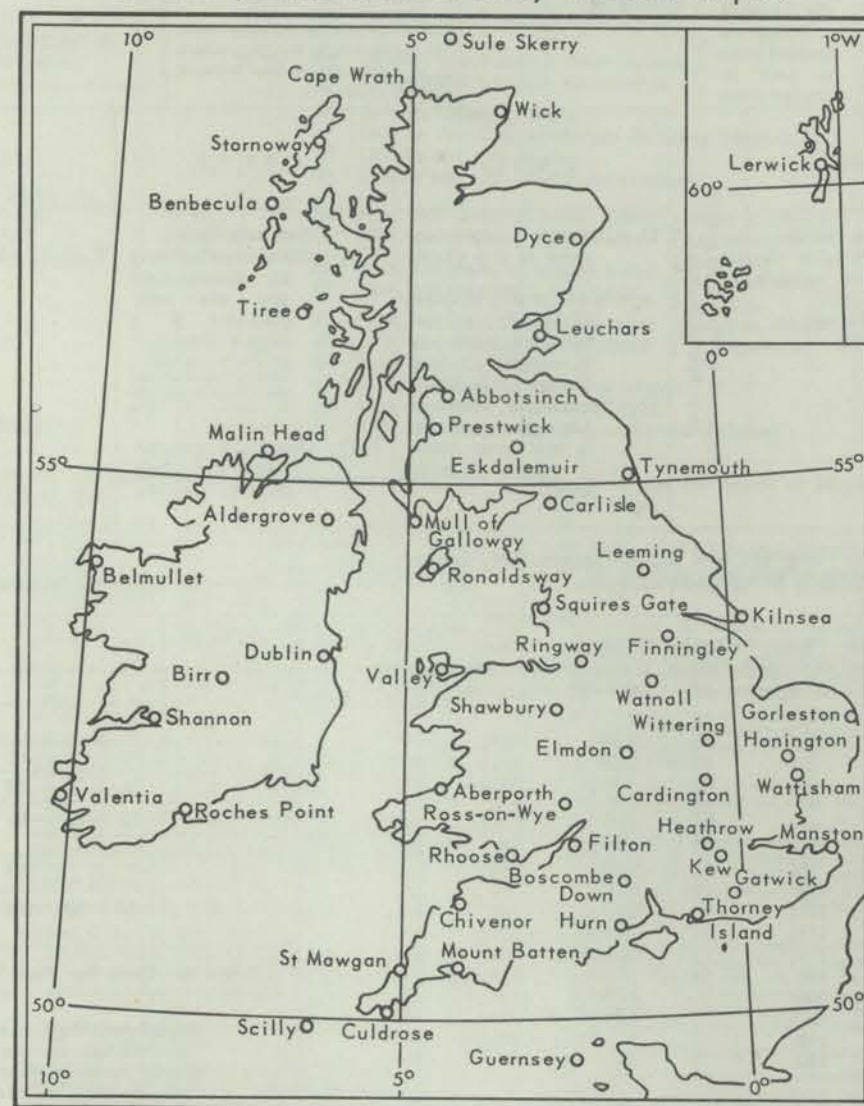 10°
5°
Sule Skerry
1°W
Cape Wrath
Wick
Stornoway
Lerwick
60°
Benbecula
Dyce
Tiree
Leuchars
0°
Abbotsinch
Prestwick
Malin Head
Eskdalemuir
Tynemouth
55°
55°
Carlisle
Aldergrove
Mull of
Galloway
Leeming
Belmullet
Ronaldsway
Squires Gate
Kilnsea
Ringway
Finningley
Dublin
Birr
Valley
Watnall
Shawbury
Wittering
Gorleston
Shannon
Honington
Elmdon
Valentia
Aberporth
Cardington
Wattisham
Roches Point
Ross-on-Wye
Heathrow
Manston
Rhoose
Filton
Kew
Boscombe
Down
Gatwick
Chivenor
Hurn
Thorney
Island
St Mawgan
Mount Batten
50°
50°
Scilly
Culdrose
Guernsey
10°
5°
0°